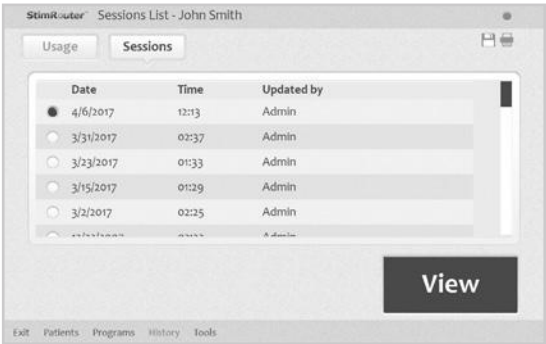 StimRouter™ Sessions List - John Smith
Usage Sessions
Date Time Updated by
4/6/2017 12:13 Admin
3/31/2017 02:37 Admin
3/23/2017 01:33 Admin
3/15/2017 01:29 Admin
3/2/2017 02:25 Admin
Admin
View
Exit Patients Programs History Tools